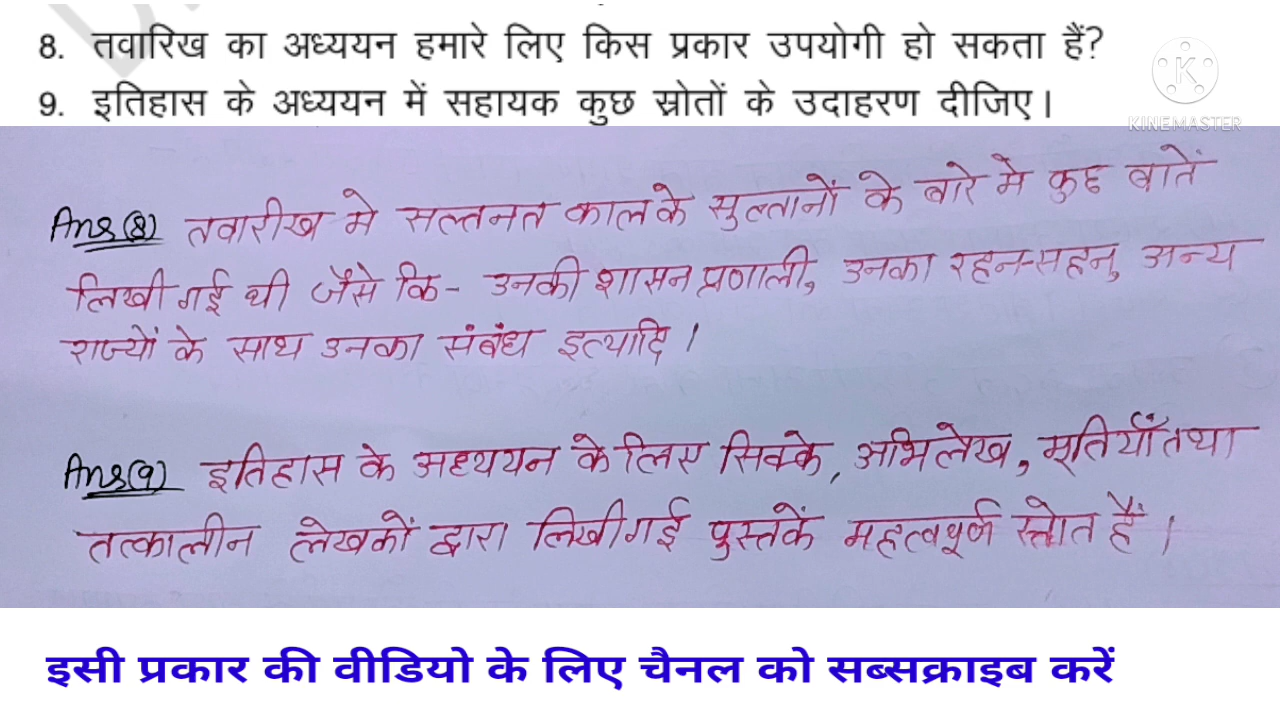 8. तवारिख का अध्ययन हमारे लिए किस प्रकार उपयोगी हो सकता हैं?
9. इतिहास के अध्ययन में सहायक कुछ स्रोतों के उदाहरण दीजिए।
K
KINEMASTER
Ans(8) तवारीख मे सल्तनत काल के सुल्तानों के बारे मे कुछ बातें
लिखी गई थी जैसे कि- उनकी शासन प्रणाली, उनका रहन-सहन, अन्य
राज्यों के साथ उनका संबंध इत्यादि।
Ans(9) इतिहास के अध्ययन के लिए सिक्के, अभिलेख, मूर्तियाँ तथा
तत्कालीन लेखकों द्वारा लिखी गई पुस्तकें महत्वपूर्ण स्त्रोत हैं।
इसी प्रकार की वीडियो के लिए चैनल को सब्सक्राइब करें